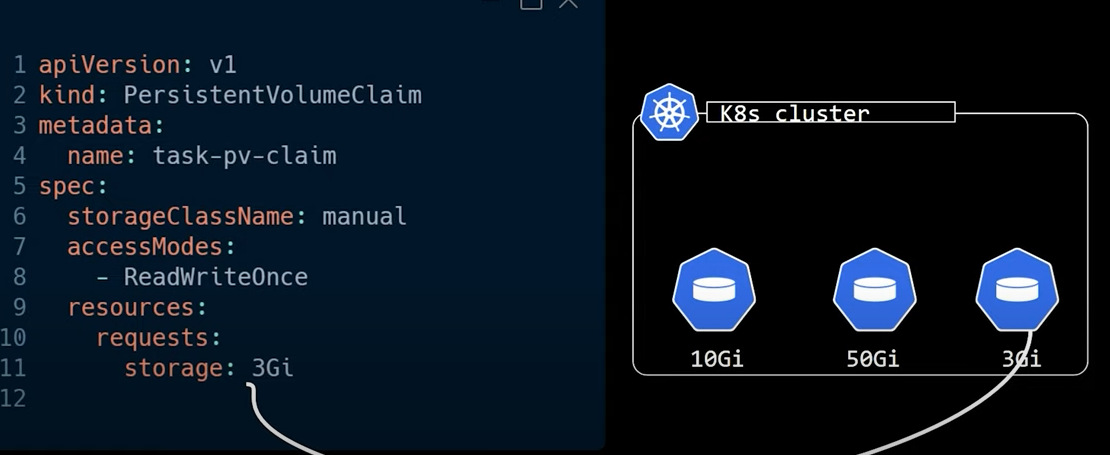 1 apiVersion: v1
2 kind: PersistentVolumeClaim
3 metadata:
4   name: task-pv-claim
5 spec:
6   storageClassName: manual
7   accessModes:
8     - ReadWriteOnce
9   resources:
10     requests:
11       storage: 3Gi
12
K8s cluster
10Gi
50Gi
3Gi